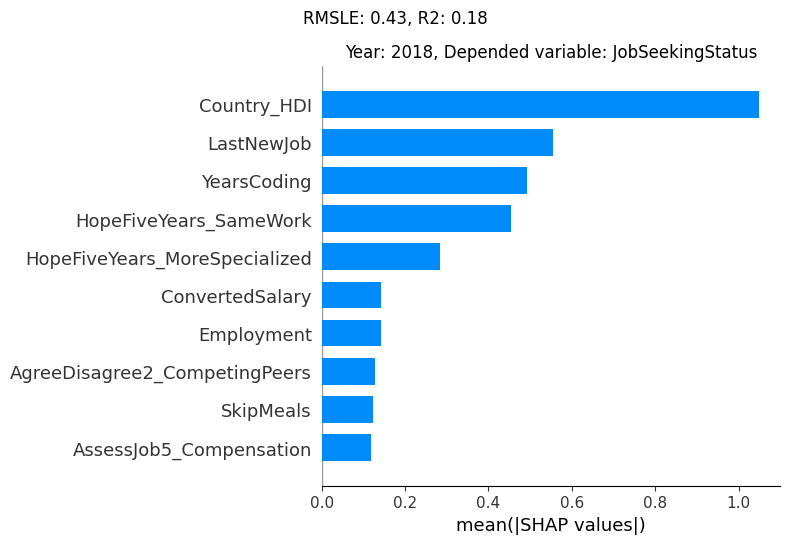 RMSLE: 0.43, R2: 0.18
Year: 2018, Depended variable: JobSeekingStatus
Country_HDI
LastNewJob
YearsCoding
HopeFiveYears_SameWork
HopeFiveYears_MoreSpecialized
ConvertedSalary
Employment
AgreeDisagree2_CompetingPeers
SkipMeals
AssessJob5_Compensation
0.0 0.2 0.4 0.6 0.8 1.0
mean(|SHAP values|)